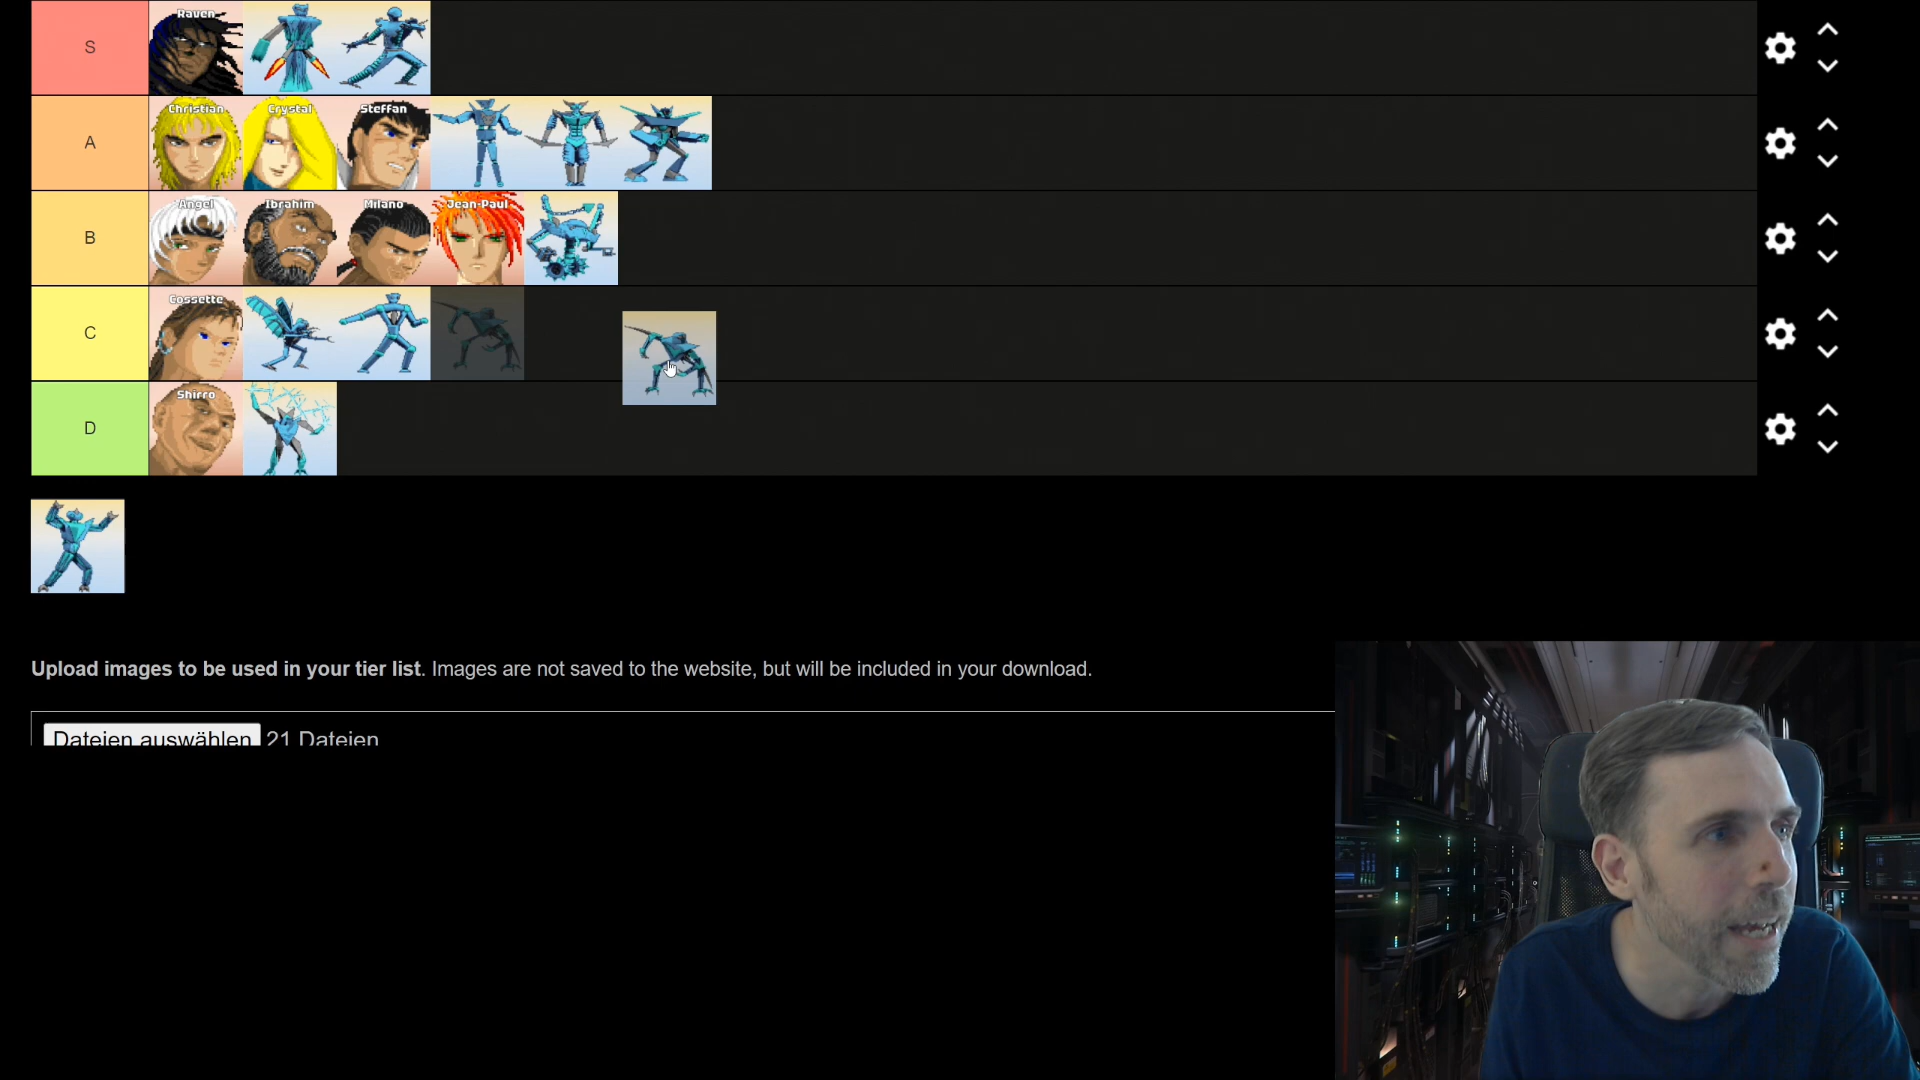 S
Raven
A
Christian
Crystal
Steffan
B
Angel
Ibrahim
Milano
Jean-Paul
C
Cossette
D
Shirro
Upload images to be used in your tier list. Images are not saved to the website, but will be included in your download.
Dateien auswählen 21 Dateien